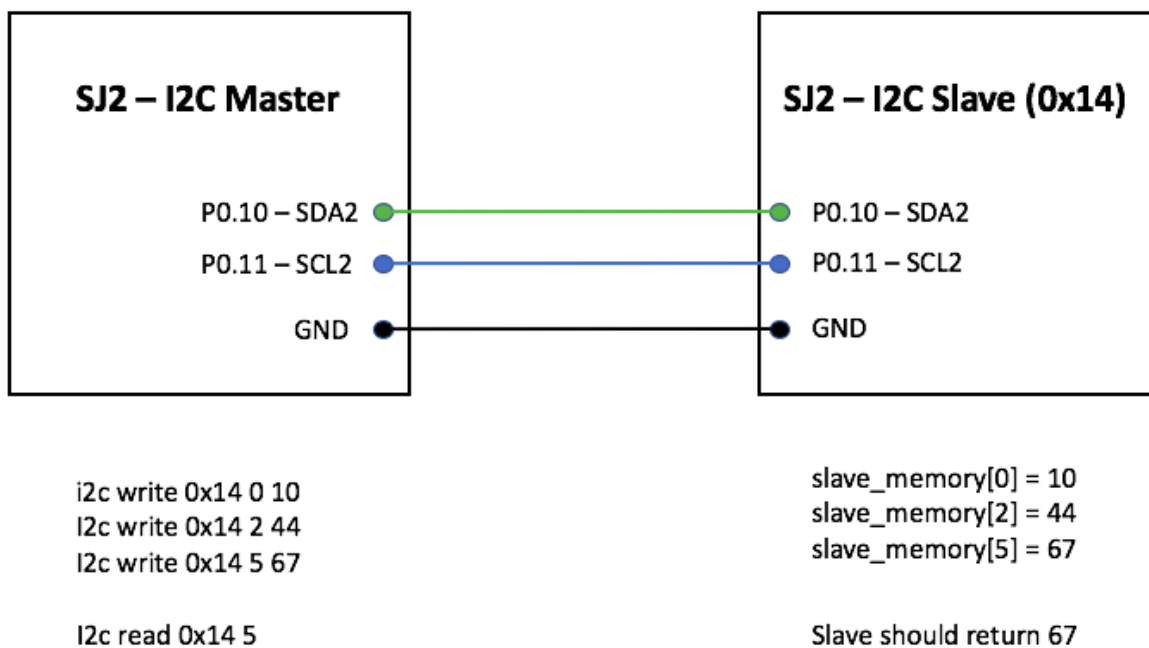 SJ2 – I2C Master
P0.10 – SDA2
P0.11 – SCL2
GND
SJ2 – I2C Slave (0x14)
P0.10 – SDA2
P0.11 – SCL2
GND
i2c write 0x14 0 10
I2c write 0x14 2 44
I2c write 0x14 5 67
I2c read 0x14 5
slave_memory[0] = 10
slave_memory[2] = 44
slave_memory[5] = 67
Slave should return 67